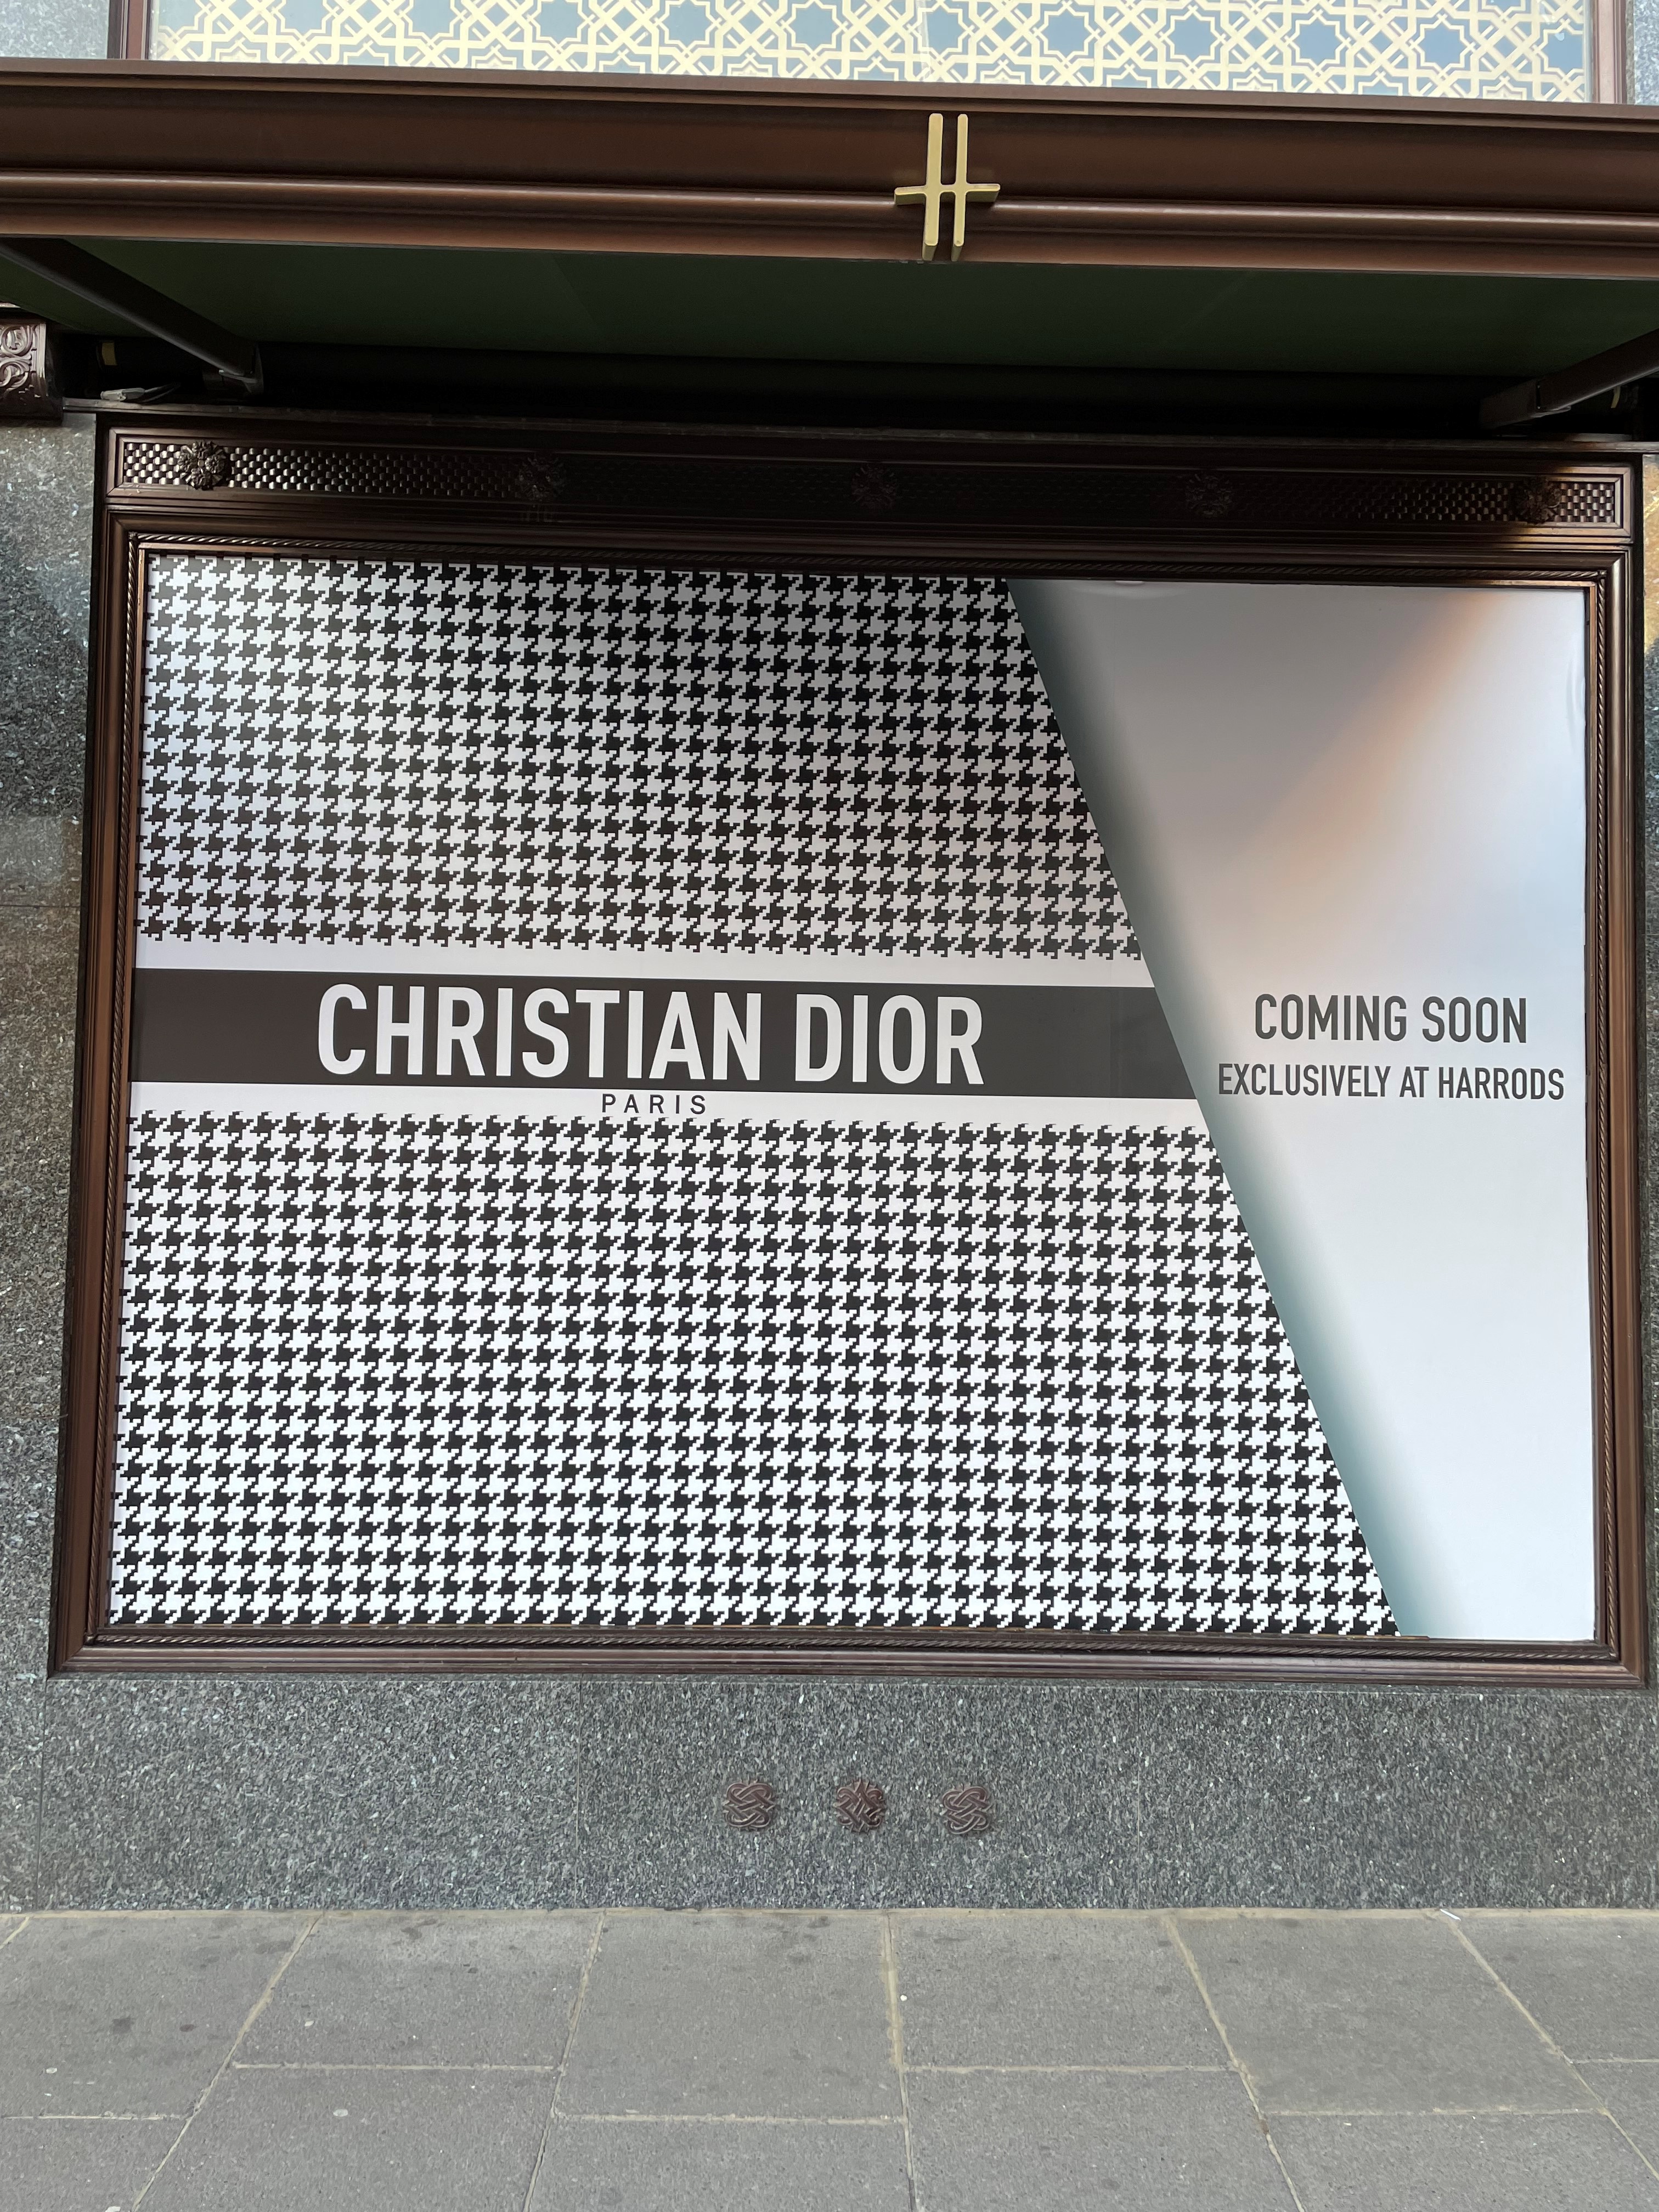 CHRISTIAN DIOR
PARIS
COMING SOON
EXCLUSIVELY AT HARRODS